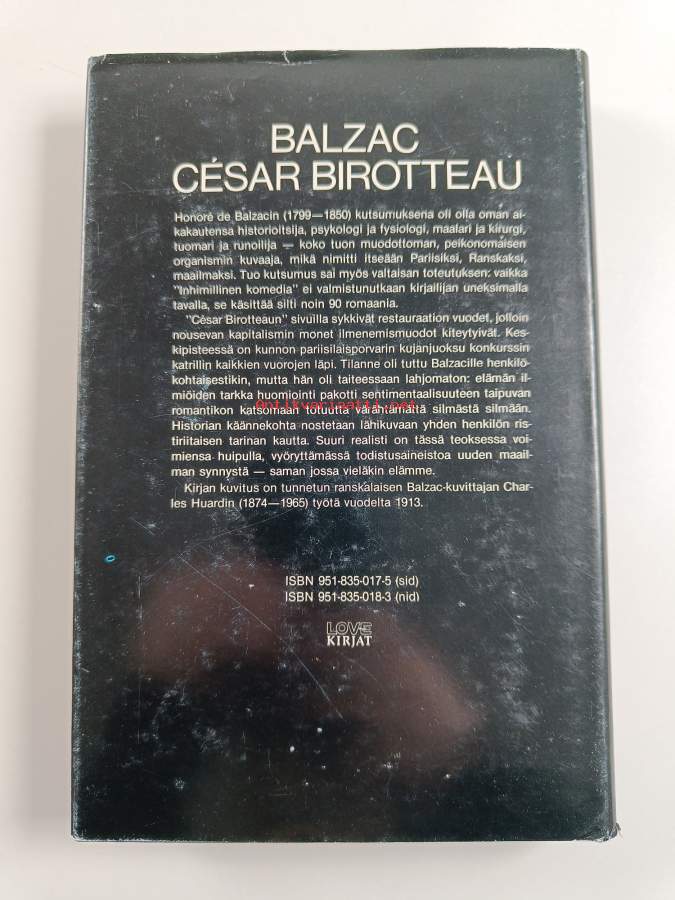 BALZAC
CÉSAR BIROTTEAU
Honoré de Balzacin (1799—1850) kutsumuksena oli olla oman ai-
kakautensa historioitsija, psykologi ja fysiologi, maalari ja kirurgi,
tuomari ja runoilija — koko tuon muodottoman, pelkonomaisen
organismin kuvaaja, mikä nimitti itseään Pariisiksi, Ranskaksi,
maailmaksi. Tuo kutsumus sai myös valtaisan toteutuksen: vaikka
"Inhimillinen komedia" ei valmistunutkaan kirjailijan uneksimalla
tavalla, se käsittää silti noin 90 romaania.
"César Birotteaun" sivuilla sykkivät restauraation vuodet, jolloin
nousevan kapitalismin monet ilmenemismuodot kiteytyivät. Kes-
kipisteessä on kunnon pariisilaisporvarin kujanjuoksu konkurssin
katrillin kaikkien vuorojen läpi. Tilanne oli tuttu Balzacille henkilö-
kohtaisestikin, mutta hän oli taiteessaan lahjomaton: elämän il-
miöiden tarkka huomiointi pakotti sentimentaalisuuteen taipuvan
Antikvariaatti.net
romantikon katsomaan totuutta värähtämättä silmästä silmään.
Historian käännekohta nostetaan lähikuvaan yhden henkilön ris-
tiriitaisen tarinan kautta. Suuri realisti on tässä teoksessa voi-
miensa huipulla, vyöryttämässä todistusaineistoa uuden maail-
man synnystä — saman jossa vieläkin elämme.
Kirjan kuvitus on tunnetun ranskalaisen Balzac-kuvittajan Char-
les Huardin (1874—1965) työtä vuodelta 1913.
ISBN 951-835-017-5 (sid)
ISBN 951-835-018-3 (nid)
LOVE
KIRJAT